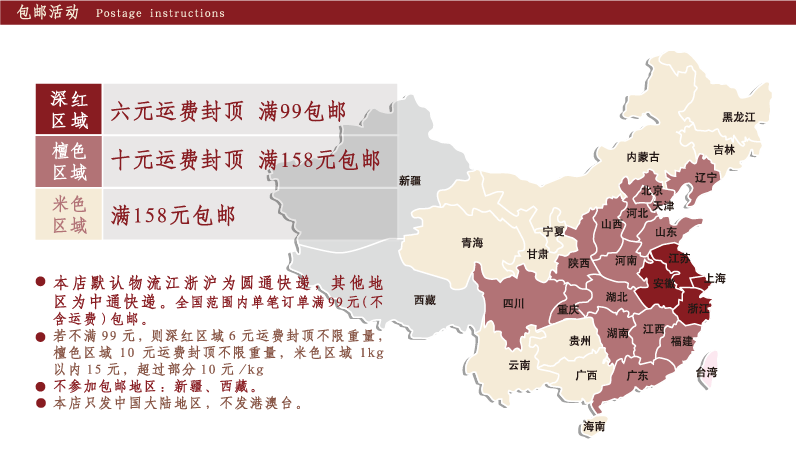 包邮活动 Postage instructions
深红区域 六元运费封顶 满99包邮
檀色区域 十元运费封顶 满158元包邮
米色区域 满158元包邮
本店默认物流江浙沪为圆通快递，其他地
区为中通快递。全国范围内单笔订单满99元(不
含运费)包邮。
若不满99元，则深红区域6元运费封顶不限重量，
檀色区域10元运费封顶不限重量，米色区域1kg
以内15元，超过部分10元/kg
不参加包邮地区：新疆、西藏。
本店只发中国大陆地区，不发港澳台。
黑龙江
吉林
内蒙古
辽宁
新疆
北京
天津
河北
山西
宁夏
山东
青海
甘肃
陕西
河南
江苏
上海
安徽
西藏
四川
重庆
湖北
浙江
湖南
江西
福建
贵州
云南
广西
广东
台湾
海南